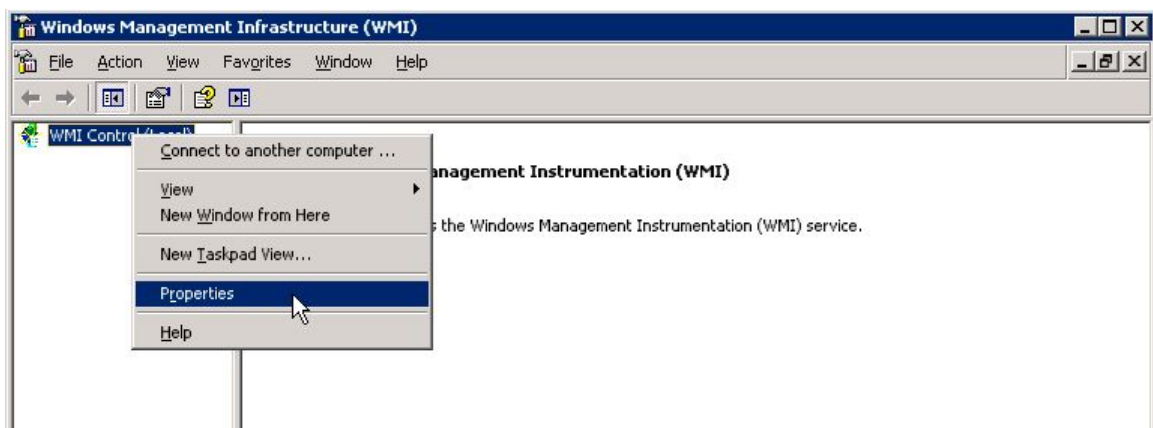 Windows Management Infrastructure (WMI)
File Action View Favorites Window Help
WMI Control (Local)
Connect to another computer ...
View
New Window from Here
New Taskpad View...
Properties
Help
anagement Instrumentation (WMI)
s the Windows Management Instrumentation (WMI) service.